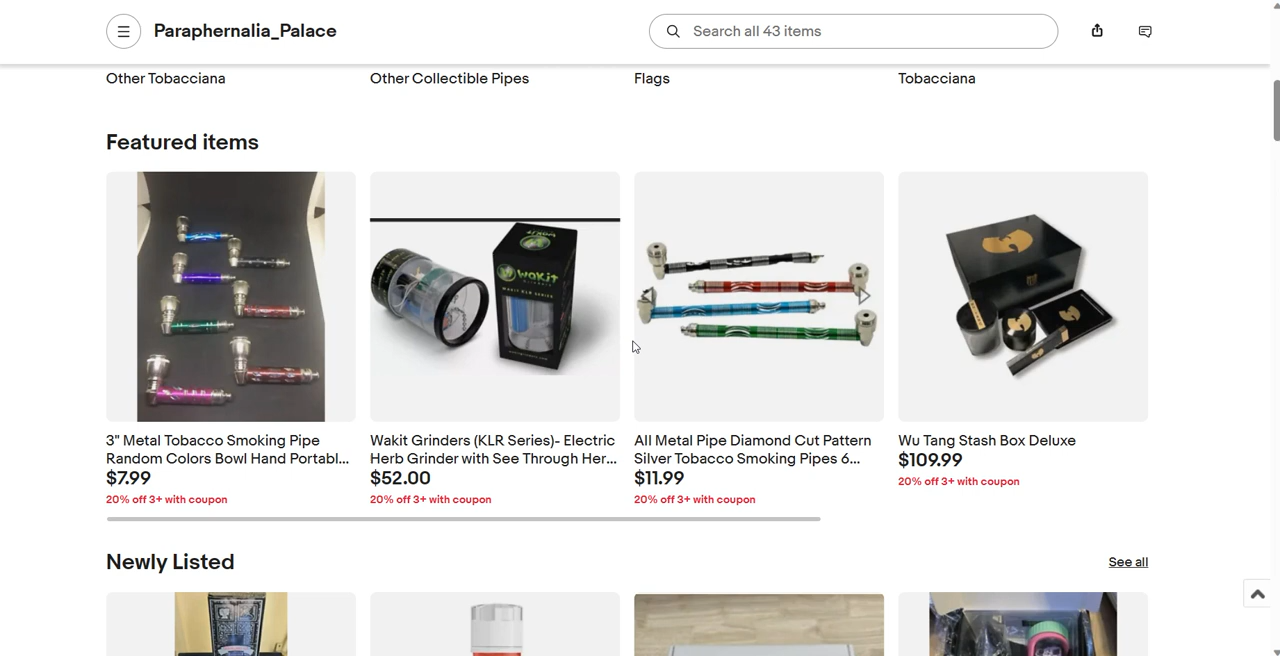 Paraphernalia_Palace
Search all 43 items
Other Tobacciana
Other Collectible Pipes
Flags
Tobacciana
Featured items
wakit
3" Metal Tobacco Smoking Pipe
Random Colors Bowl Hand Portabl...
$7.99
20% off 3+ with coupon
Wakit Grinders (KLR Series)- Electric
Herb Grinder with See Through Her...
$52.00
20% off 3+ with coupon
All Metal Pipe Diamond Cut Pattern
Silver Tobacco Smoking Pipes 6...
$11.99
20% off 3+ with coupon
Wu Tang Stash Box Deluxe
$109.99
20% off 3+ with coupon
Newly Listed
See all